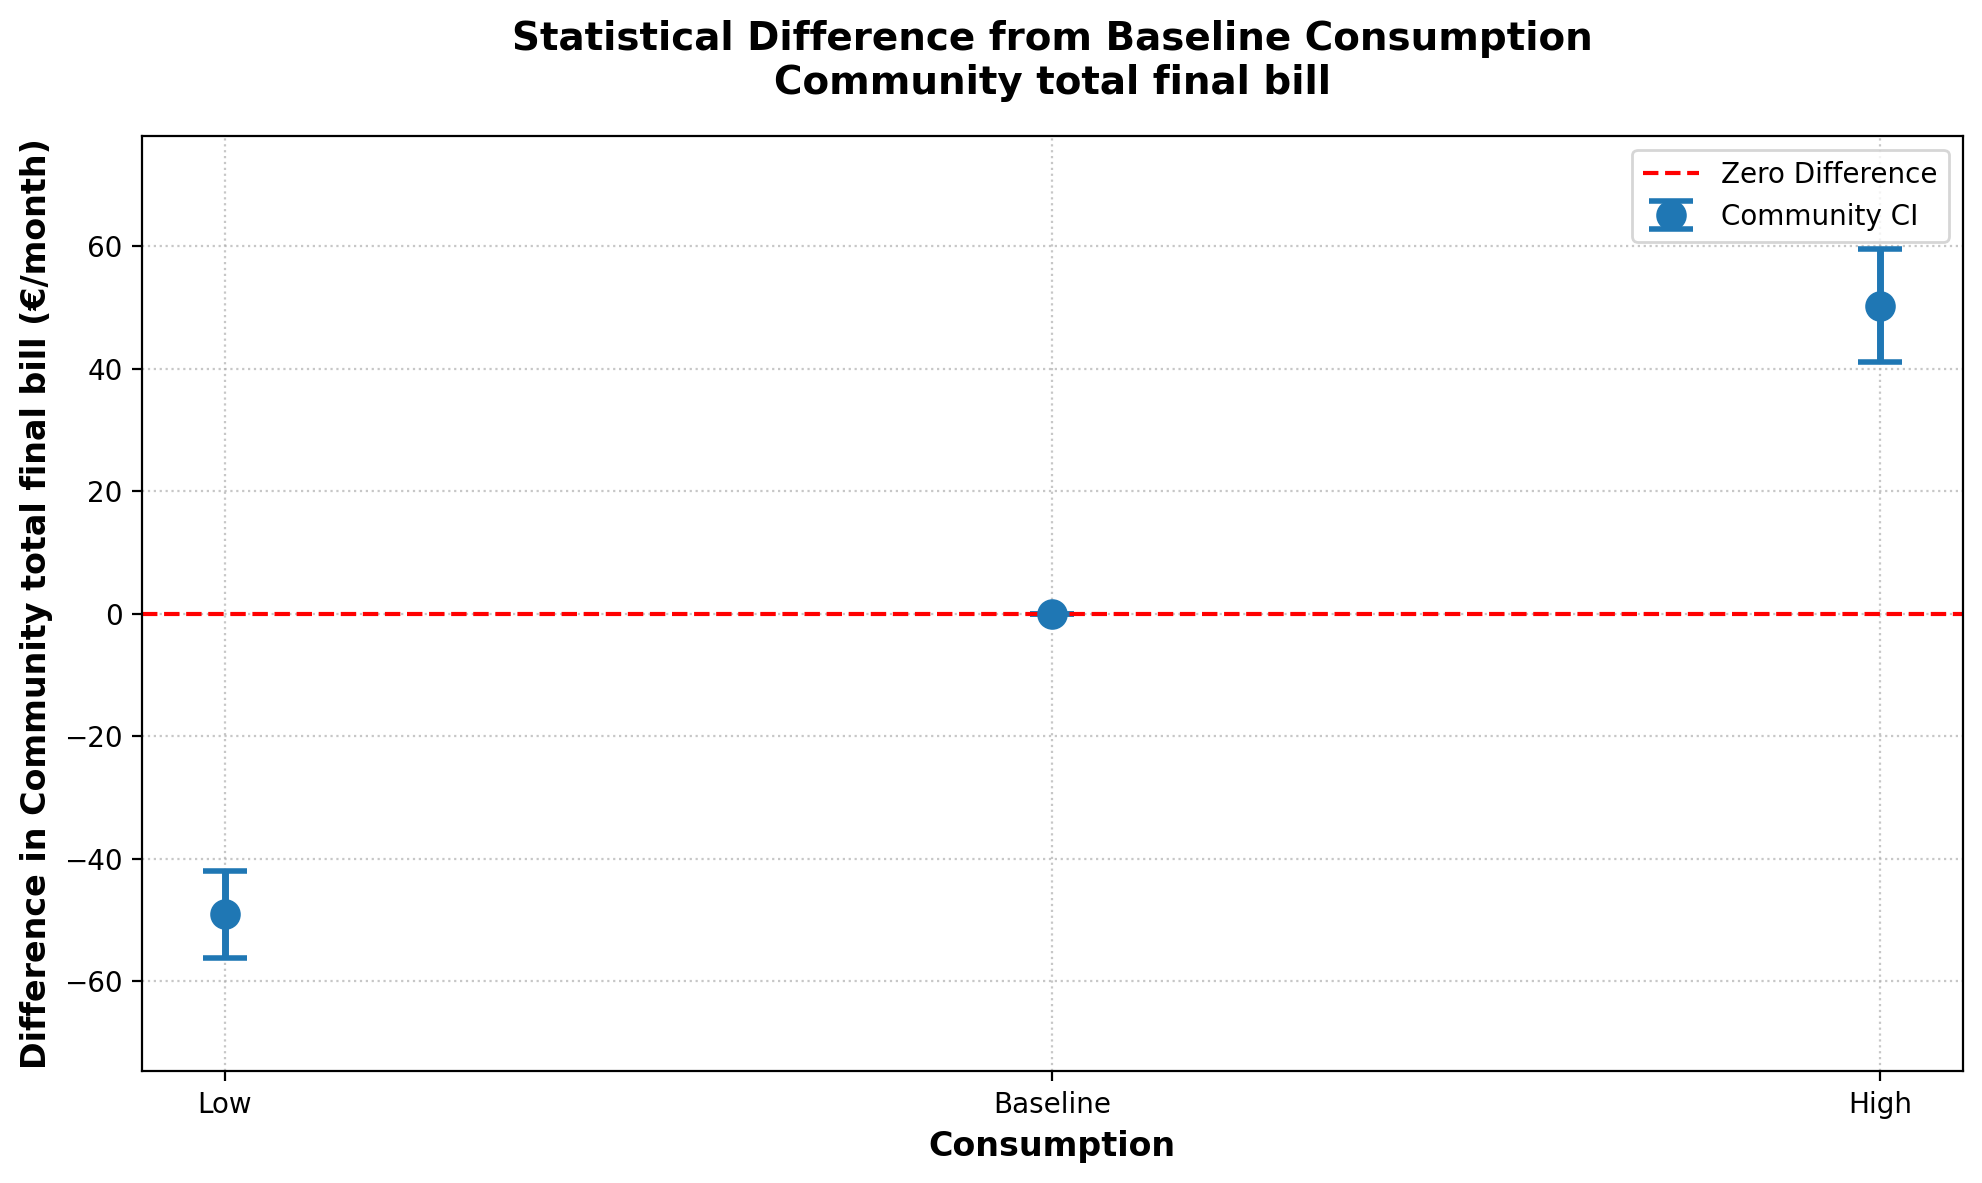 Statistical Difference from Baseline Consumption
Community total final bill
Difference in Community total final bill (€/month)
Zero Difference
Community CI
60
40
20
0
−20
−40
−60
Low
Baseline
High
Consumption